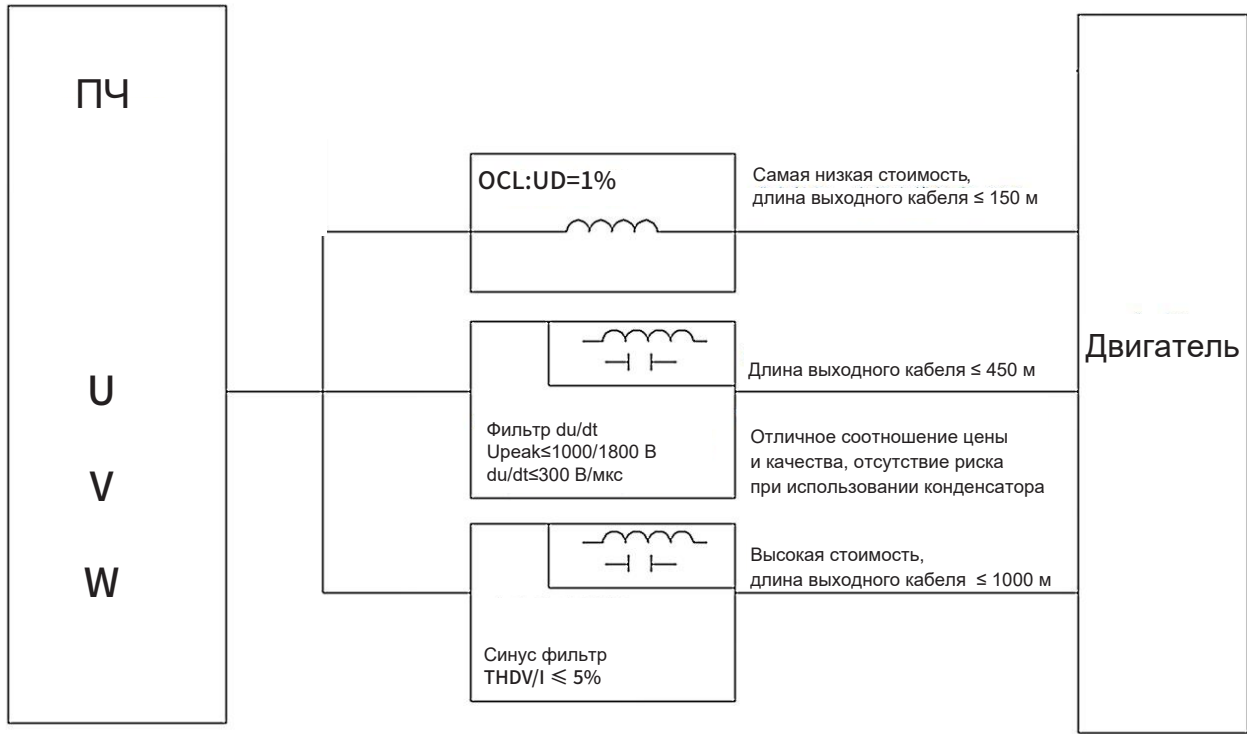 ПЧ
U
V
W
OCL:UD=1%
Самая низкая стоимость,
длина выходного кабеля ≤ 150 м
Длина выходного кабеля ≤ 450 м
Фильтр du/dt
Upeak≤1000/1800 В
du/dt≤300 В/мкс
Отличное соотношение цены
и качества, отсутствие риска
при использовании конденсатора
Высокая стоимость,
длина выходного кабеля ≤ 1000 м
Синус фильтр
THDV/I ⩽ 5%
Двигатель